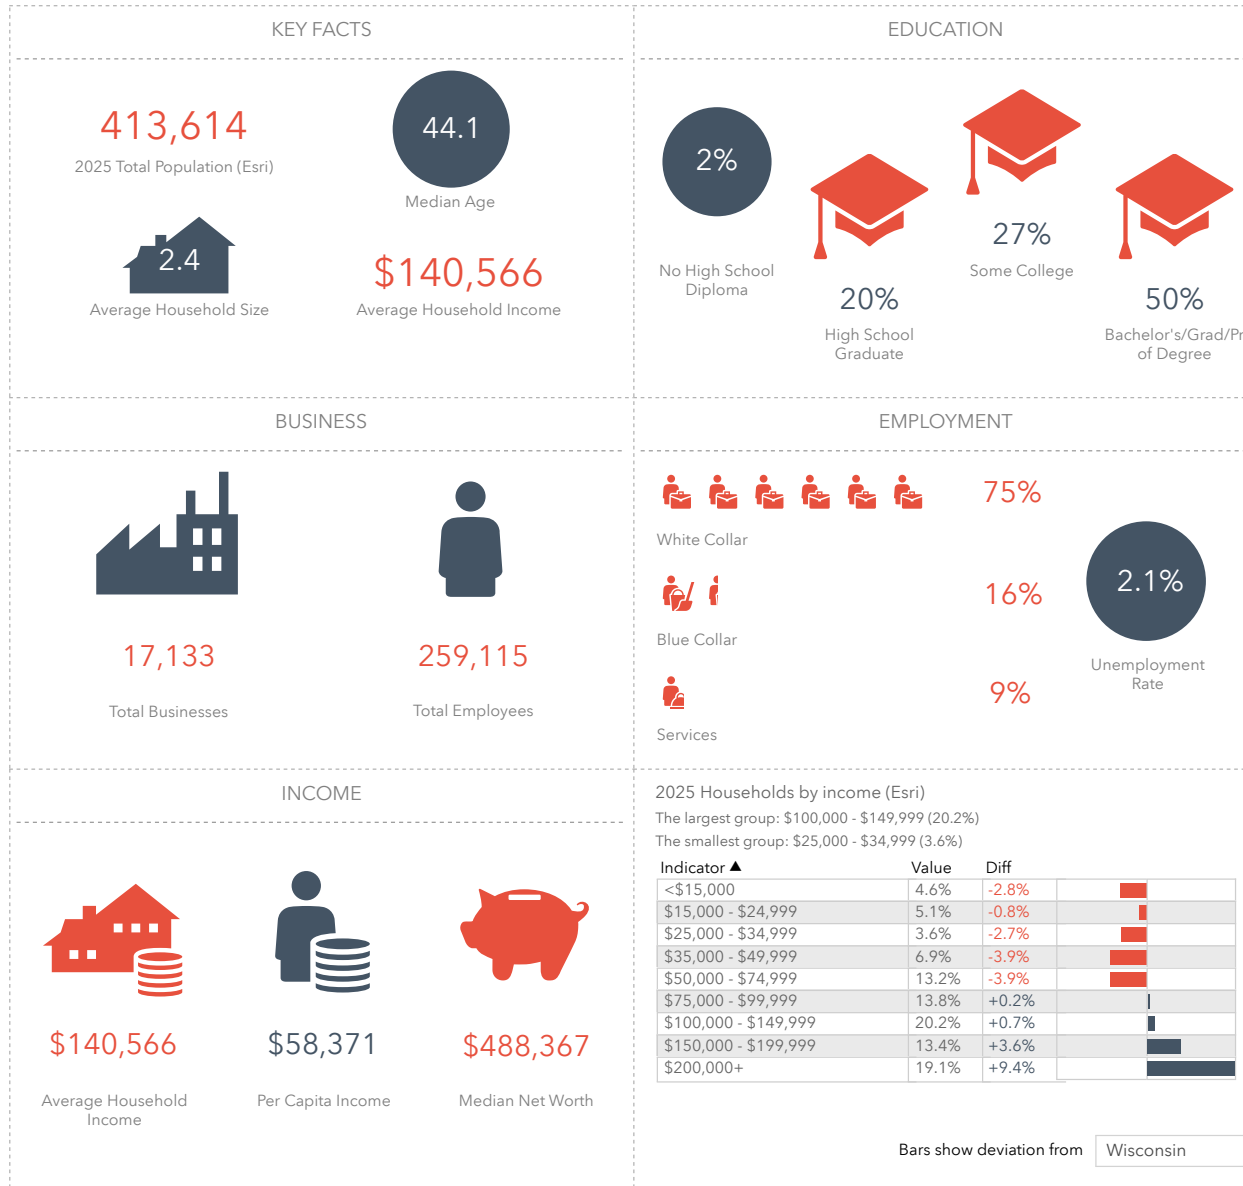 KEY FACTS
413,614
2025 Total Population (Esri)
44.1
Median Age
2.4
Average Household Size
$140,566
Average Household Income
EDUCATION
2%
No High School
Diploma
20%
High School
Graduate
27%
Some College
50%
Bachelor's/Grad/Pr
of Degree
BUSINESS
17,133
Total Businesses
259,115
Total Employees
EMPLOYMENT
75%
White Collar
16%
Blue Collar
9%
Services
2.1%
Unemployment
Rate
INCOME
$140,566
Average Household
Income
$58,371
Per Capita Income
$488,367
Median Net Worth
2025 Households by income (Esri)
The largest group: $100,000 - $149,999 (20.2%)
The smallest group: $25,000 - $34,999 (3.6%)
Indicator ▲ Value Diff
<$15,000 4.6% -2.8%
$15,000 - $24,999 5.1% -0.8%
$25,000 - $34,999 3.6% -2.7%
$35,000 - $49,999 6.9% -3.9%
$50,000 - $74,999 13.2% -3.9%
$75,000 - $99,999 13.8% +0.2%
$100,000 - $149,999 20.2% +0.7%
$150,000 - $199,999 13.4% +3.6%
$200,000+ 19.1% +9.4%
Bars show deviation from Wisconsin